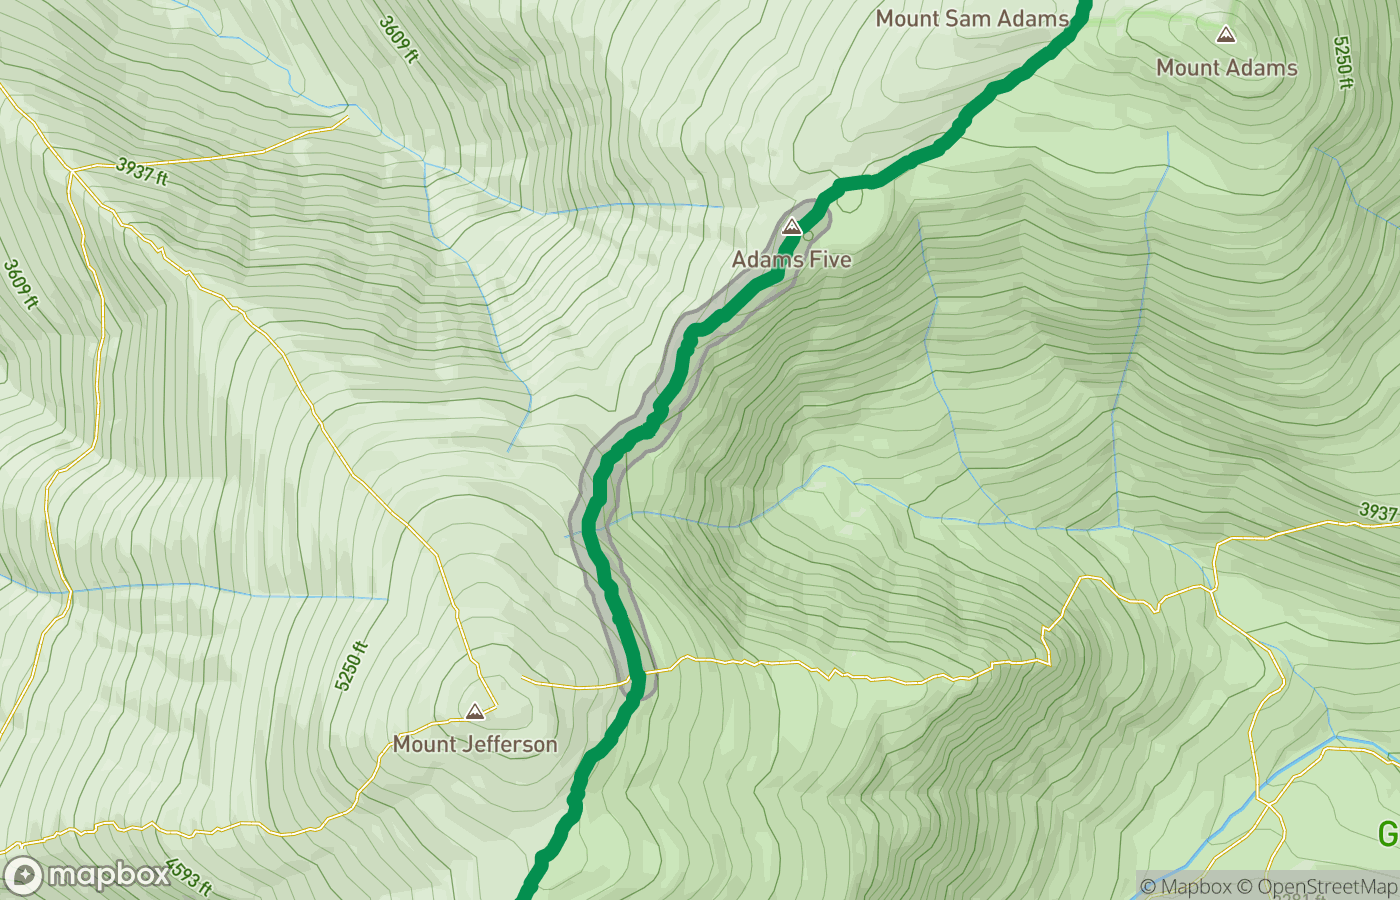 Mount Sam Adams
3609 ft
5250 ft
Mount Adams
3937 ft
Adams Five
3609 ft
3937
5250 ft
Mount Jefferson
G
4593 ft
mapbox
© Mapbox © OpenStreetMap